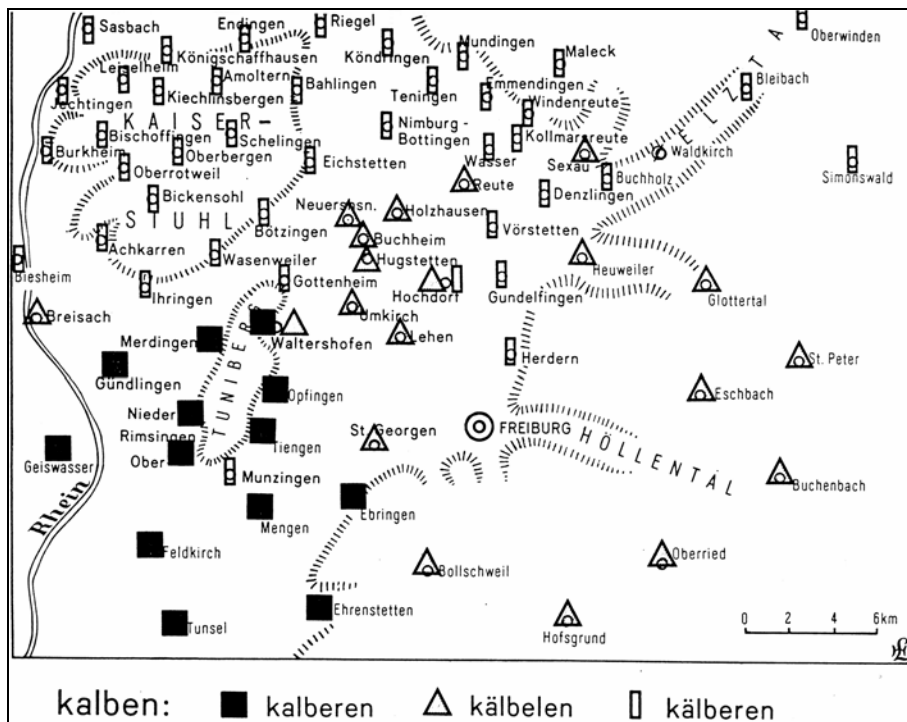 Sasbach
Endingen
Riegel
Oberwinden
Königschaffhausen
Köndringen
Mundingen
Maleck
Leiselheim
Amoltern
Bahlingen
Teningen
Emmendingen
Bleibach
Jechtingen
Kiechlinsbergen
Windenreute
ELZTAL
KAISER-
Bischoffingen
Schelingen
Nimburg-
Bottingen
Kollmarsreute
Burkheim
Oberbergen
Eichstetten
Wasser
Sexau
Waldkirch
Oberrotweil
Reute
Buchholz
Simonswald
Bickensohl
Neuershsn.
Holzhausen
Denzlingen
STUHL
Bötzingen
Buchheim
Vörstetten
Achkarren
Wasenweiler
Hugstetten
Heuweiler
Biesheim
Gottenheim
Hochdorf
Gundelfingen
Glottertal
Ihringen
Breisach
Umkirch
Merdingen
Waltershofen
Lehen
Herdern
St. Peter
Gündlingen
TUNIBERG
Opfingen
Eschbach
Nieder
St. Georgen
FREIBURG
Rimsingen
Tiengen
HÖLLENTAL
Ober
Geiswasser
Munzingen
Buchenbach
Rhein
Mengen
Ebringen
Feldkirch
Bollschweil
Oberried
Ehrenstetten
Tunsel
Hofsgrund
0 2 4 6km
kalben: kalberen kälbelen kälberen